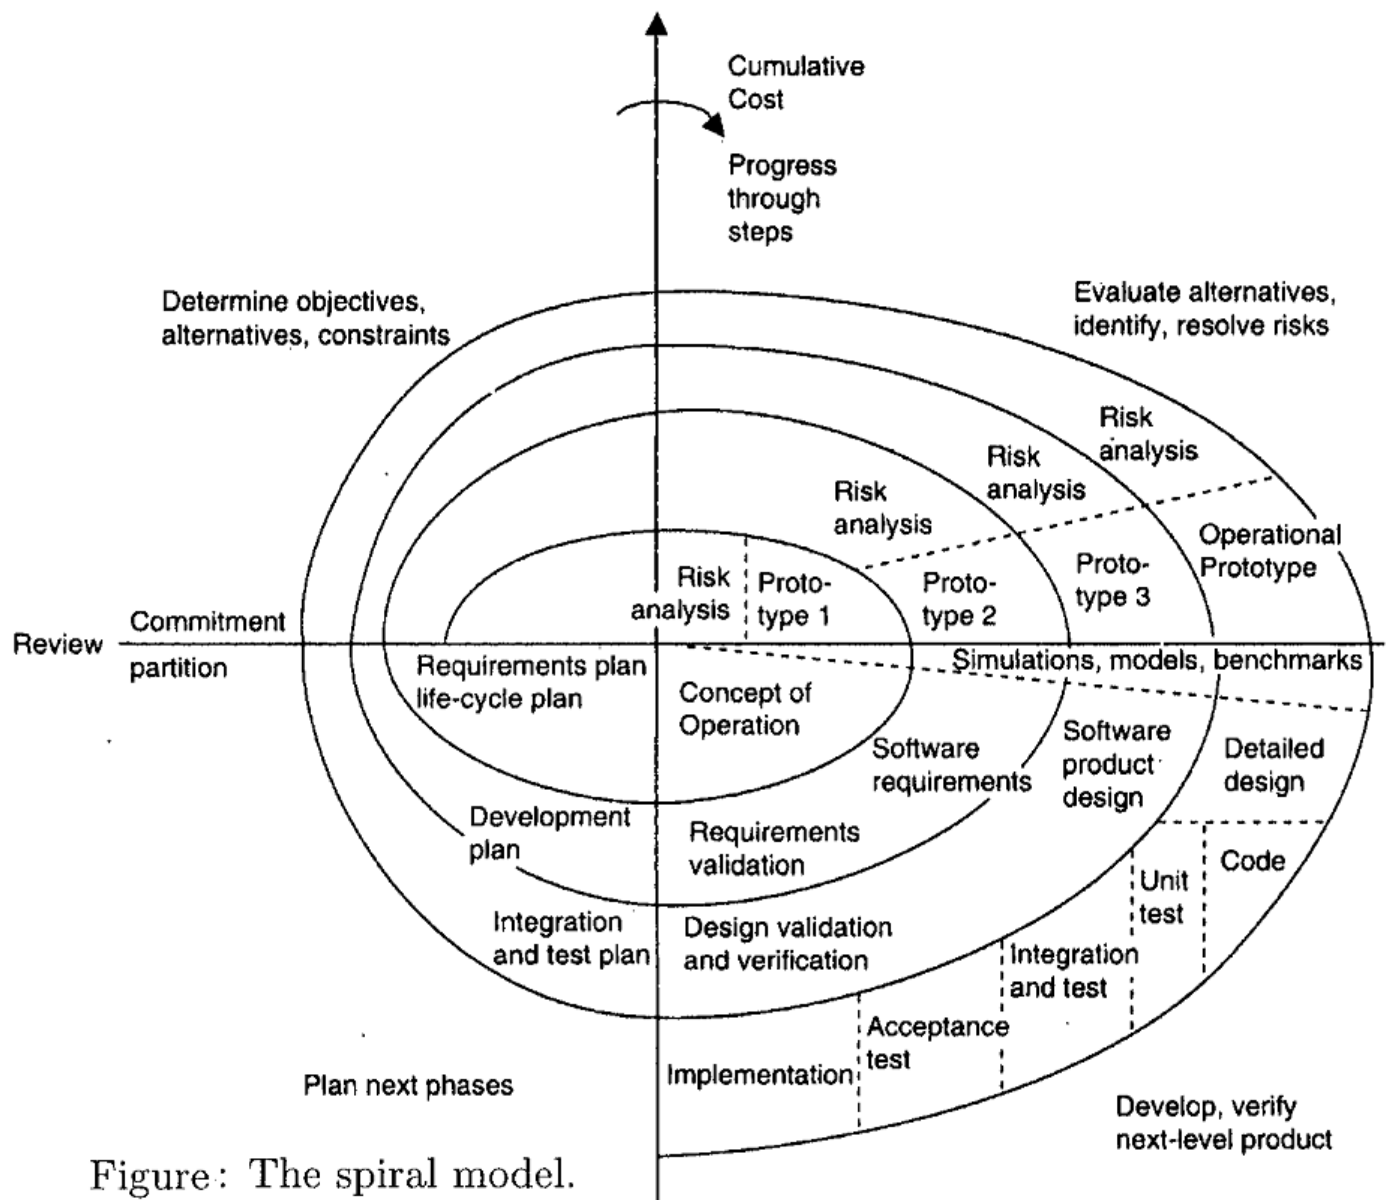 Cumulative
Cost
Progress
through
steps
Determine objectives,
alternatives, constraints
Evaluate alternatives,
identify, resolve risks
Risk
analysis
Risk
analysis
Risk
analysis
Risk
analysis
Proto-
type 1
Proto-
type 2
Proto-
type 3
Operational
Prototype
Review
Commitment
partition
Requirements plan
life-cycle plan
Concept of
Operation
Simulations, models, benchmarks
Software
requirements
Software
product
design
Detailed
design
Development
plan
Requirements
validation
Code
Unit
test
Integration
and test plan
Design validation
and verification
Integration
and test
Acceptance
test
Implementation
Plan next phases
Develop, verify
next-level product
Figure: The spiral model.